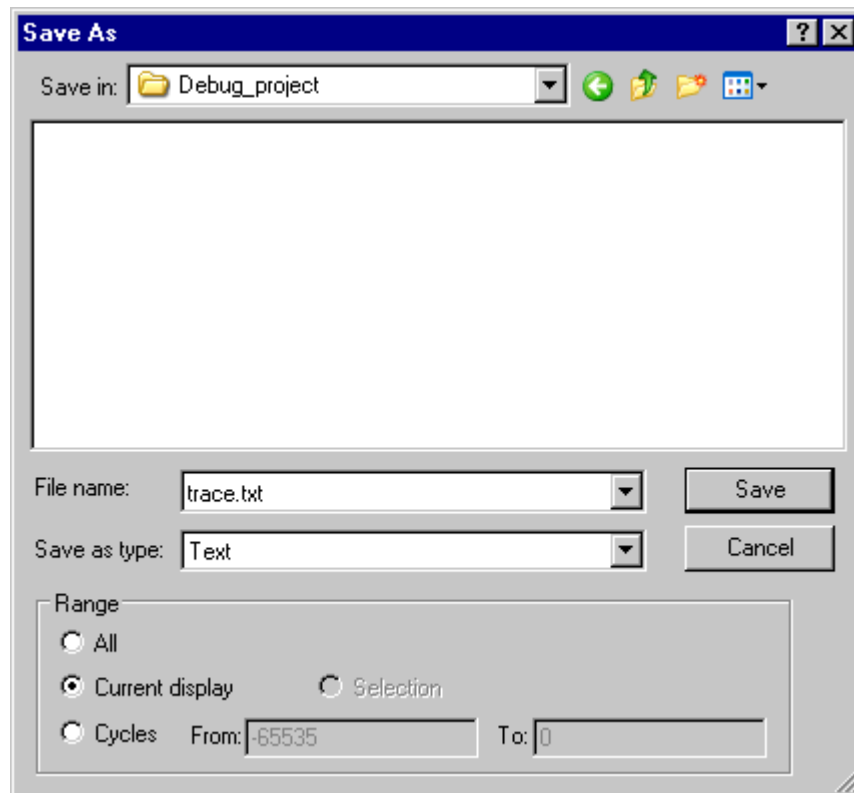 Save As
Save in: Debug_project
File name: trace.txt
Save
Save as type: Text
Cancel
Range
All
Current display Selection
Cycles From: -65535 To: 0